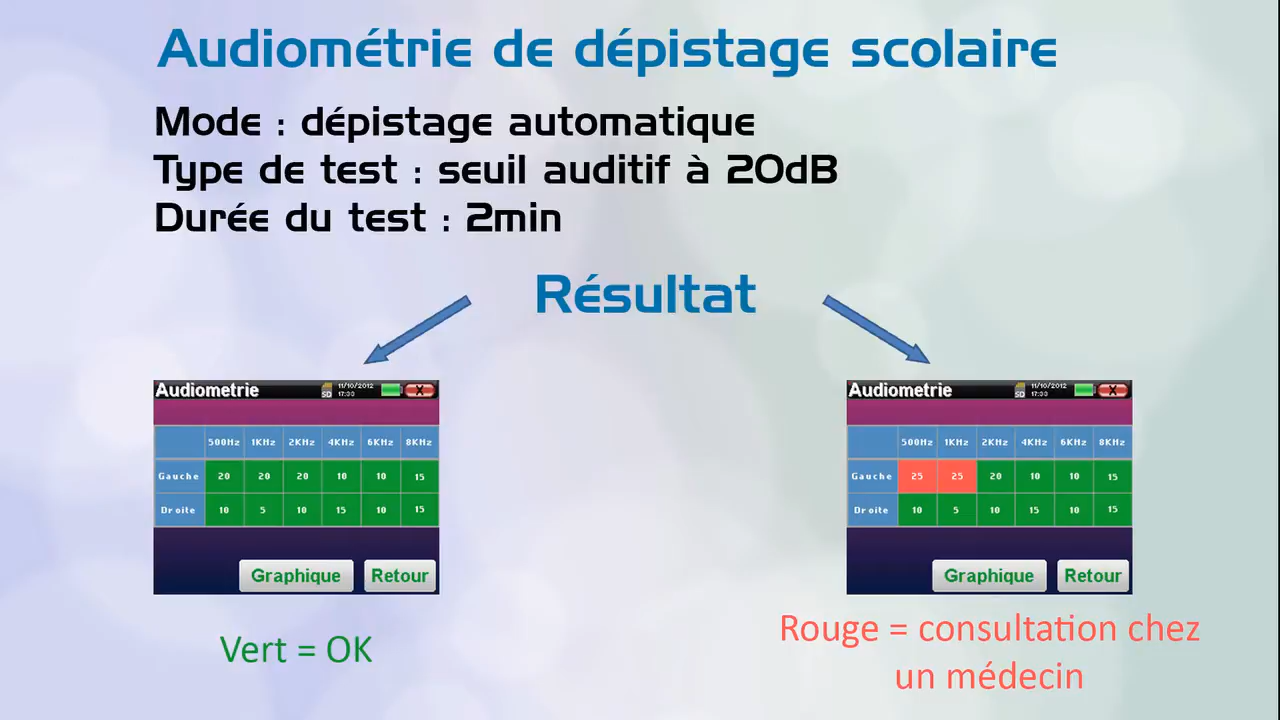 Audiométrie de dépistage scolaire
Mode : dépistage automatique
Type de test : seuil auditif à 20dB
Durée du test : 2min
Résultat
Audiometrie SD 11/10/2012 17:33 X
500Hz 1KHz 2KHz 4KHz 6KHz 8KHz
Gauche 20 20 20 10 10 15
Droite 10 5 10 15 10 15
Graphique Retour
Vert = OK
Audiometrie SD 11/10/2012 17:33 X
500Hz 1KHz 2KHz 4KHz 6KHz 8KHz
Gauche 25 25 20 10 10 15
Droite 10 5 10 15 10 15
Graphique Retour
Rouge = consultation chez
un médecin